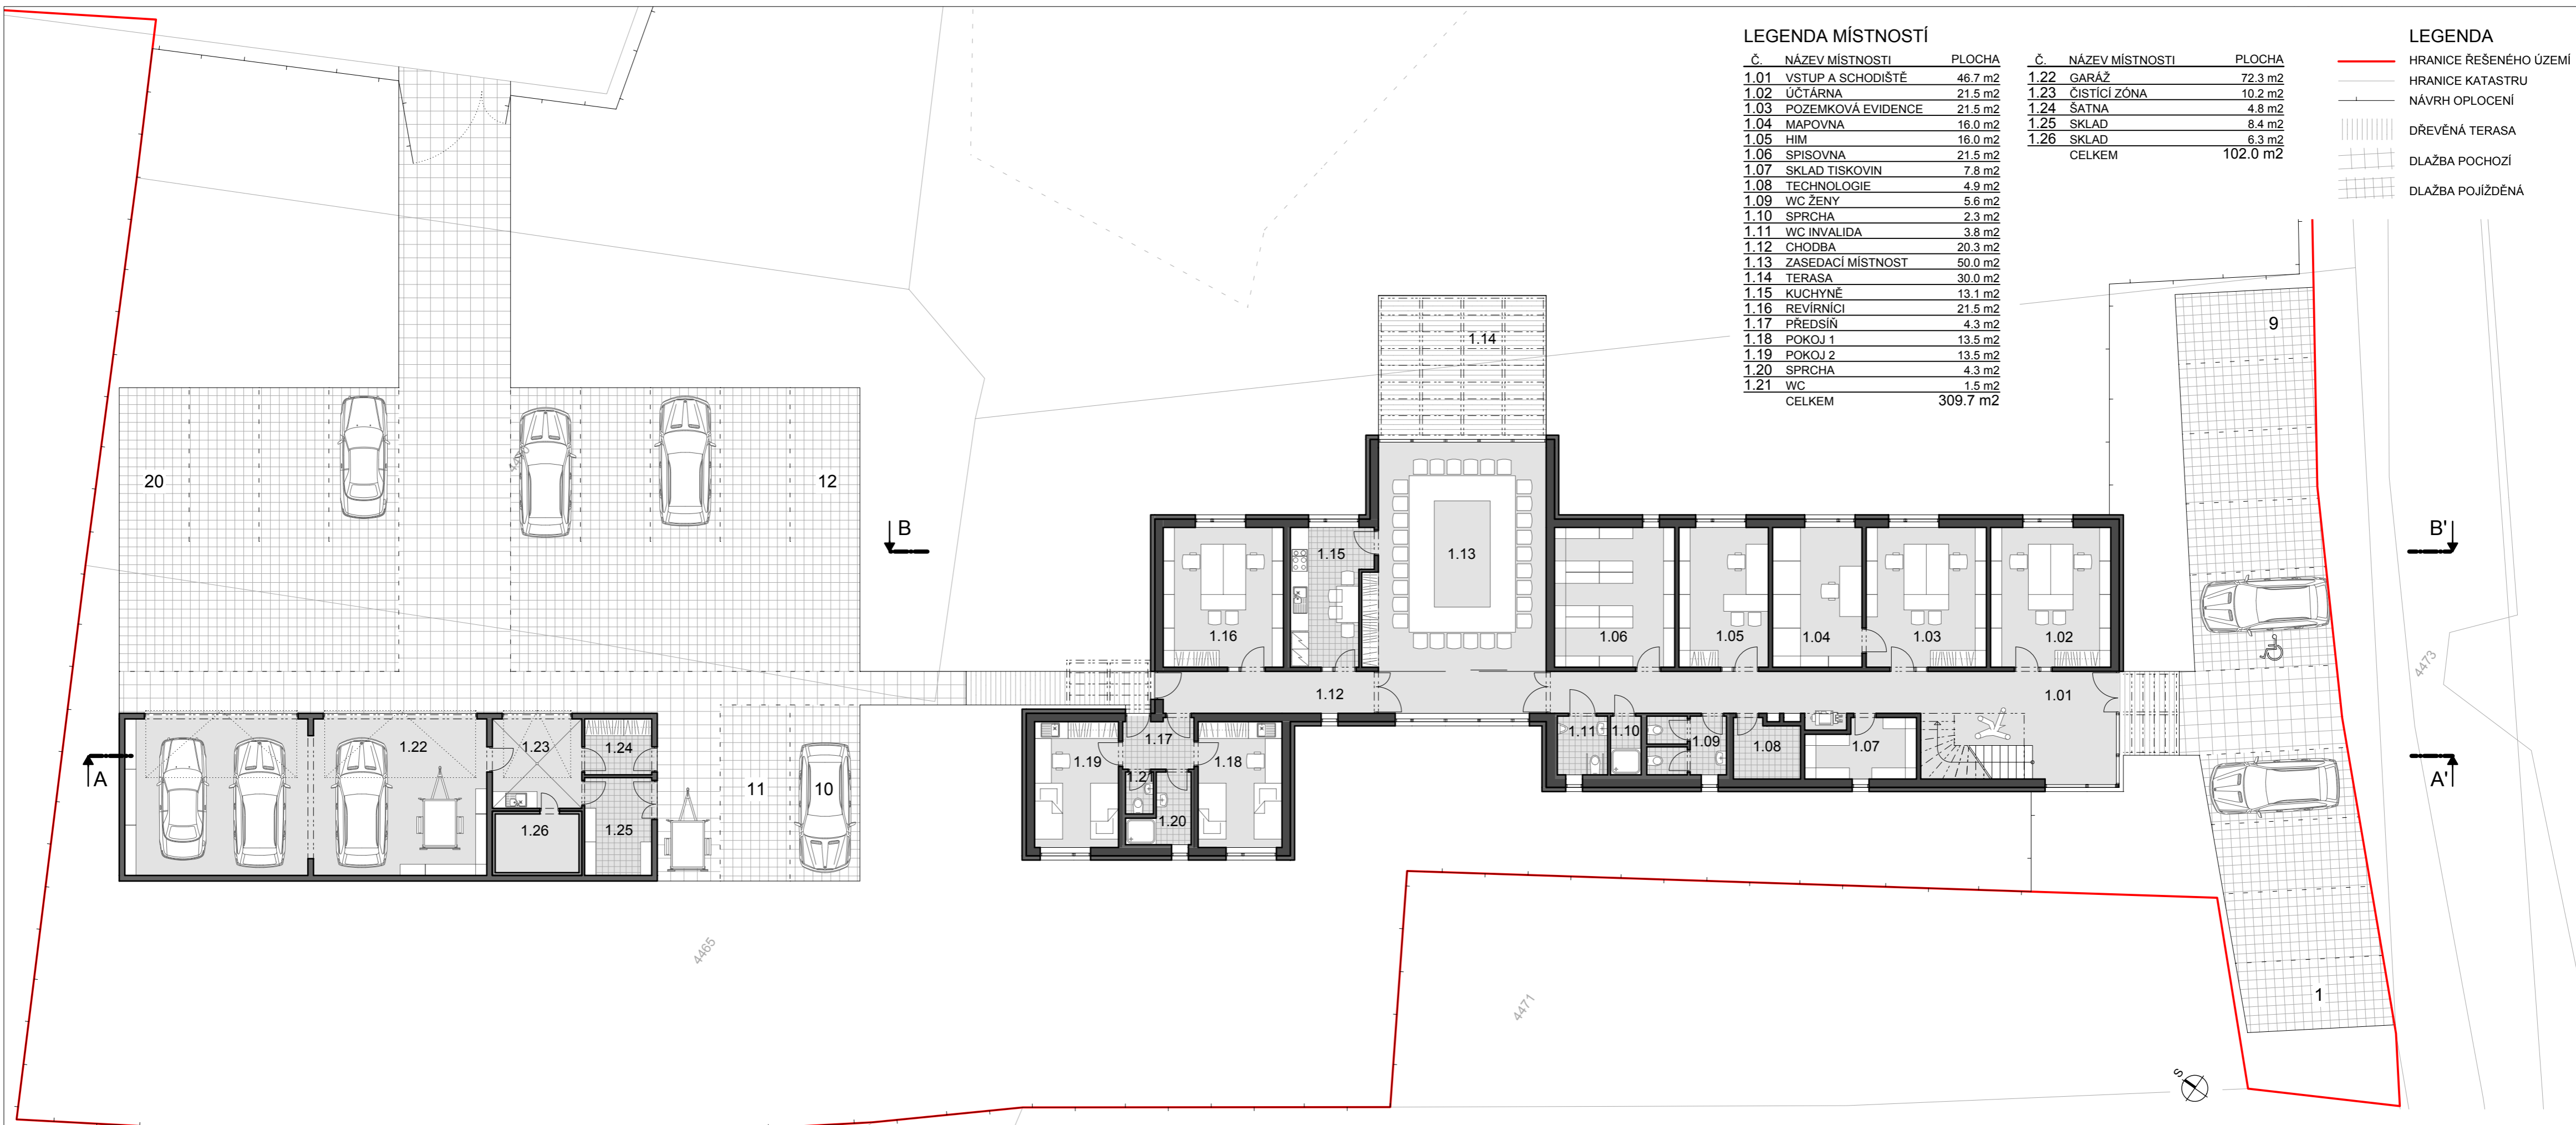 LEGENDA MÍSTNOSTÍ
Č. NÁZEV MÍSTNOSTI PLOCHA
1.01 VSTUP A SCHODIŠTĚ 46.7 m2
1.02 ÚČTÁRNA 21.5 m2
1.03 POZEMKOVÁ EVIDENCE 21.5 m2
1.04 MAPOVNA 16.0 m2
1.05 HIM 16.0 m2
1.06 SPISOVNA 21.5 m2
1.07 SKLAD TISKOVIN 7.8 m2
1.08 TECHNOLOGIE 4.9 m2
1.09 WC ŽENY 5.6 m2
1.10 SPRCHA 2.3 m2
1.11 WC INVALIDA 3.8 m2
1.12 CHODBA 20.3 m2
1.13 ZASEDACÍ MÍSTNOST 50.0 m2
1.14 TERASA 30.0 m2
1.15 KUCHYNĚ 13.1 m2
1.16 REVÍRNÍCI 21.5 m2
1.17 PŘEDSÍŇ 4.3 m2
1.18 POKOJ 1 13.5 m2
1.19 POKOJ 2 13.5 m2
1.20 SPRCHA 4.3 m2
1.21 WC 1.5 m2
CELKEM 309.7 m2
Č. NÁZEV MÍSTNOSTI PLOCHA
1.22 GARÁŽ 72.3 m2
1.23 ČISTÍCÍ ZÓNA 10.2 m2
1.24 ŠATNA 4.8 m2
1.25 SKLAD 8.4 m2
1.26 SKLAD 6.3 m2
CELKEM 102.0 m2
LEGENDA
HRANICE ŘEŠENÉHO ÚZEMÍ
HRANICE KATASTRU
NÁVRH OPLOCENÍ
DŘEVĚNÁ TERASA
DLAŽBA POCHOZÍ
DLAŽBA POJÍŽDĚNÁ
9
1.14
20
12
B
B'
1.15
1.13
1.16
1.06
1.05
1.04
1.03
1.02
4473
1.12
1.01
1.22
1.23
1.24
1.17
1.19
1.18
1.11
1.10
1.09
1.08
1.07
A
A'
1.21
11
10
1.26
1.25
1.20
4465
4471
1
S